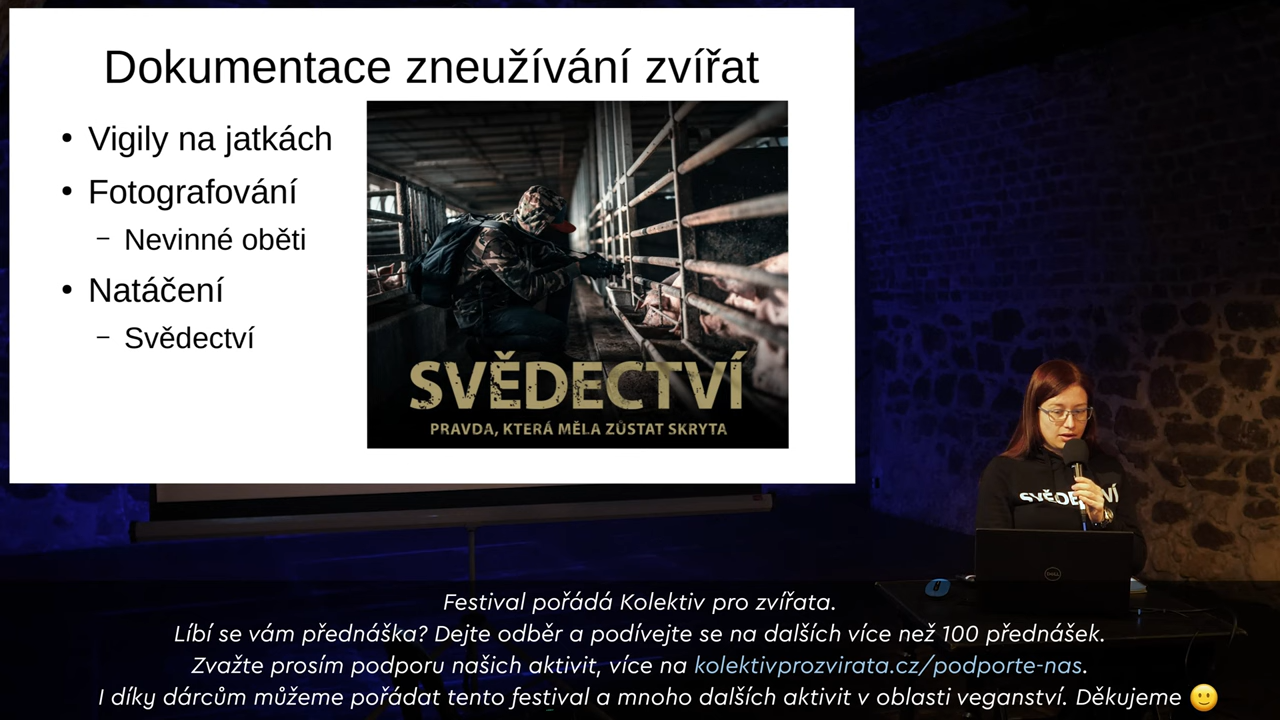 Dokumentace zneužívání zvířat
• Vigily na jatkách
• Fotografování
– Nevinné oběti
• Natáčení
– Svědectví
SVĚDECTVÍ
PRAVDA, KTERÁ MĚLA ZŮSTAT SKRYTA
DELL
Festival pořádá Kolektiv pro zvířata.
Líbí se vám přednáška? Dejte odběr a podívejte se na dalších více než 100 přednášek.
Zvažte prosím podporu našich aktivit, více na kolektivprozvirata.cz/podporte-nas.
I díky dárcům můžeme pořádat tento festival a mnoho dalších aktivit v oblasti veganství. Děkujeme 🙂